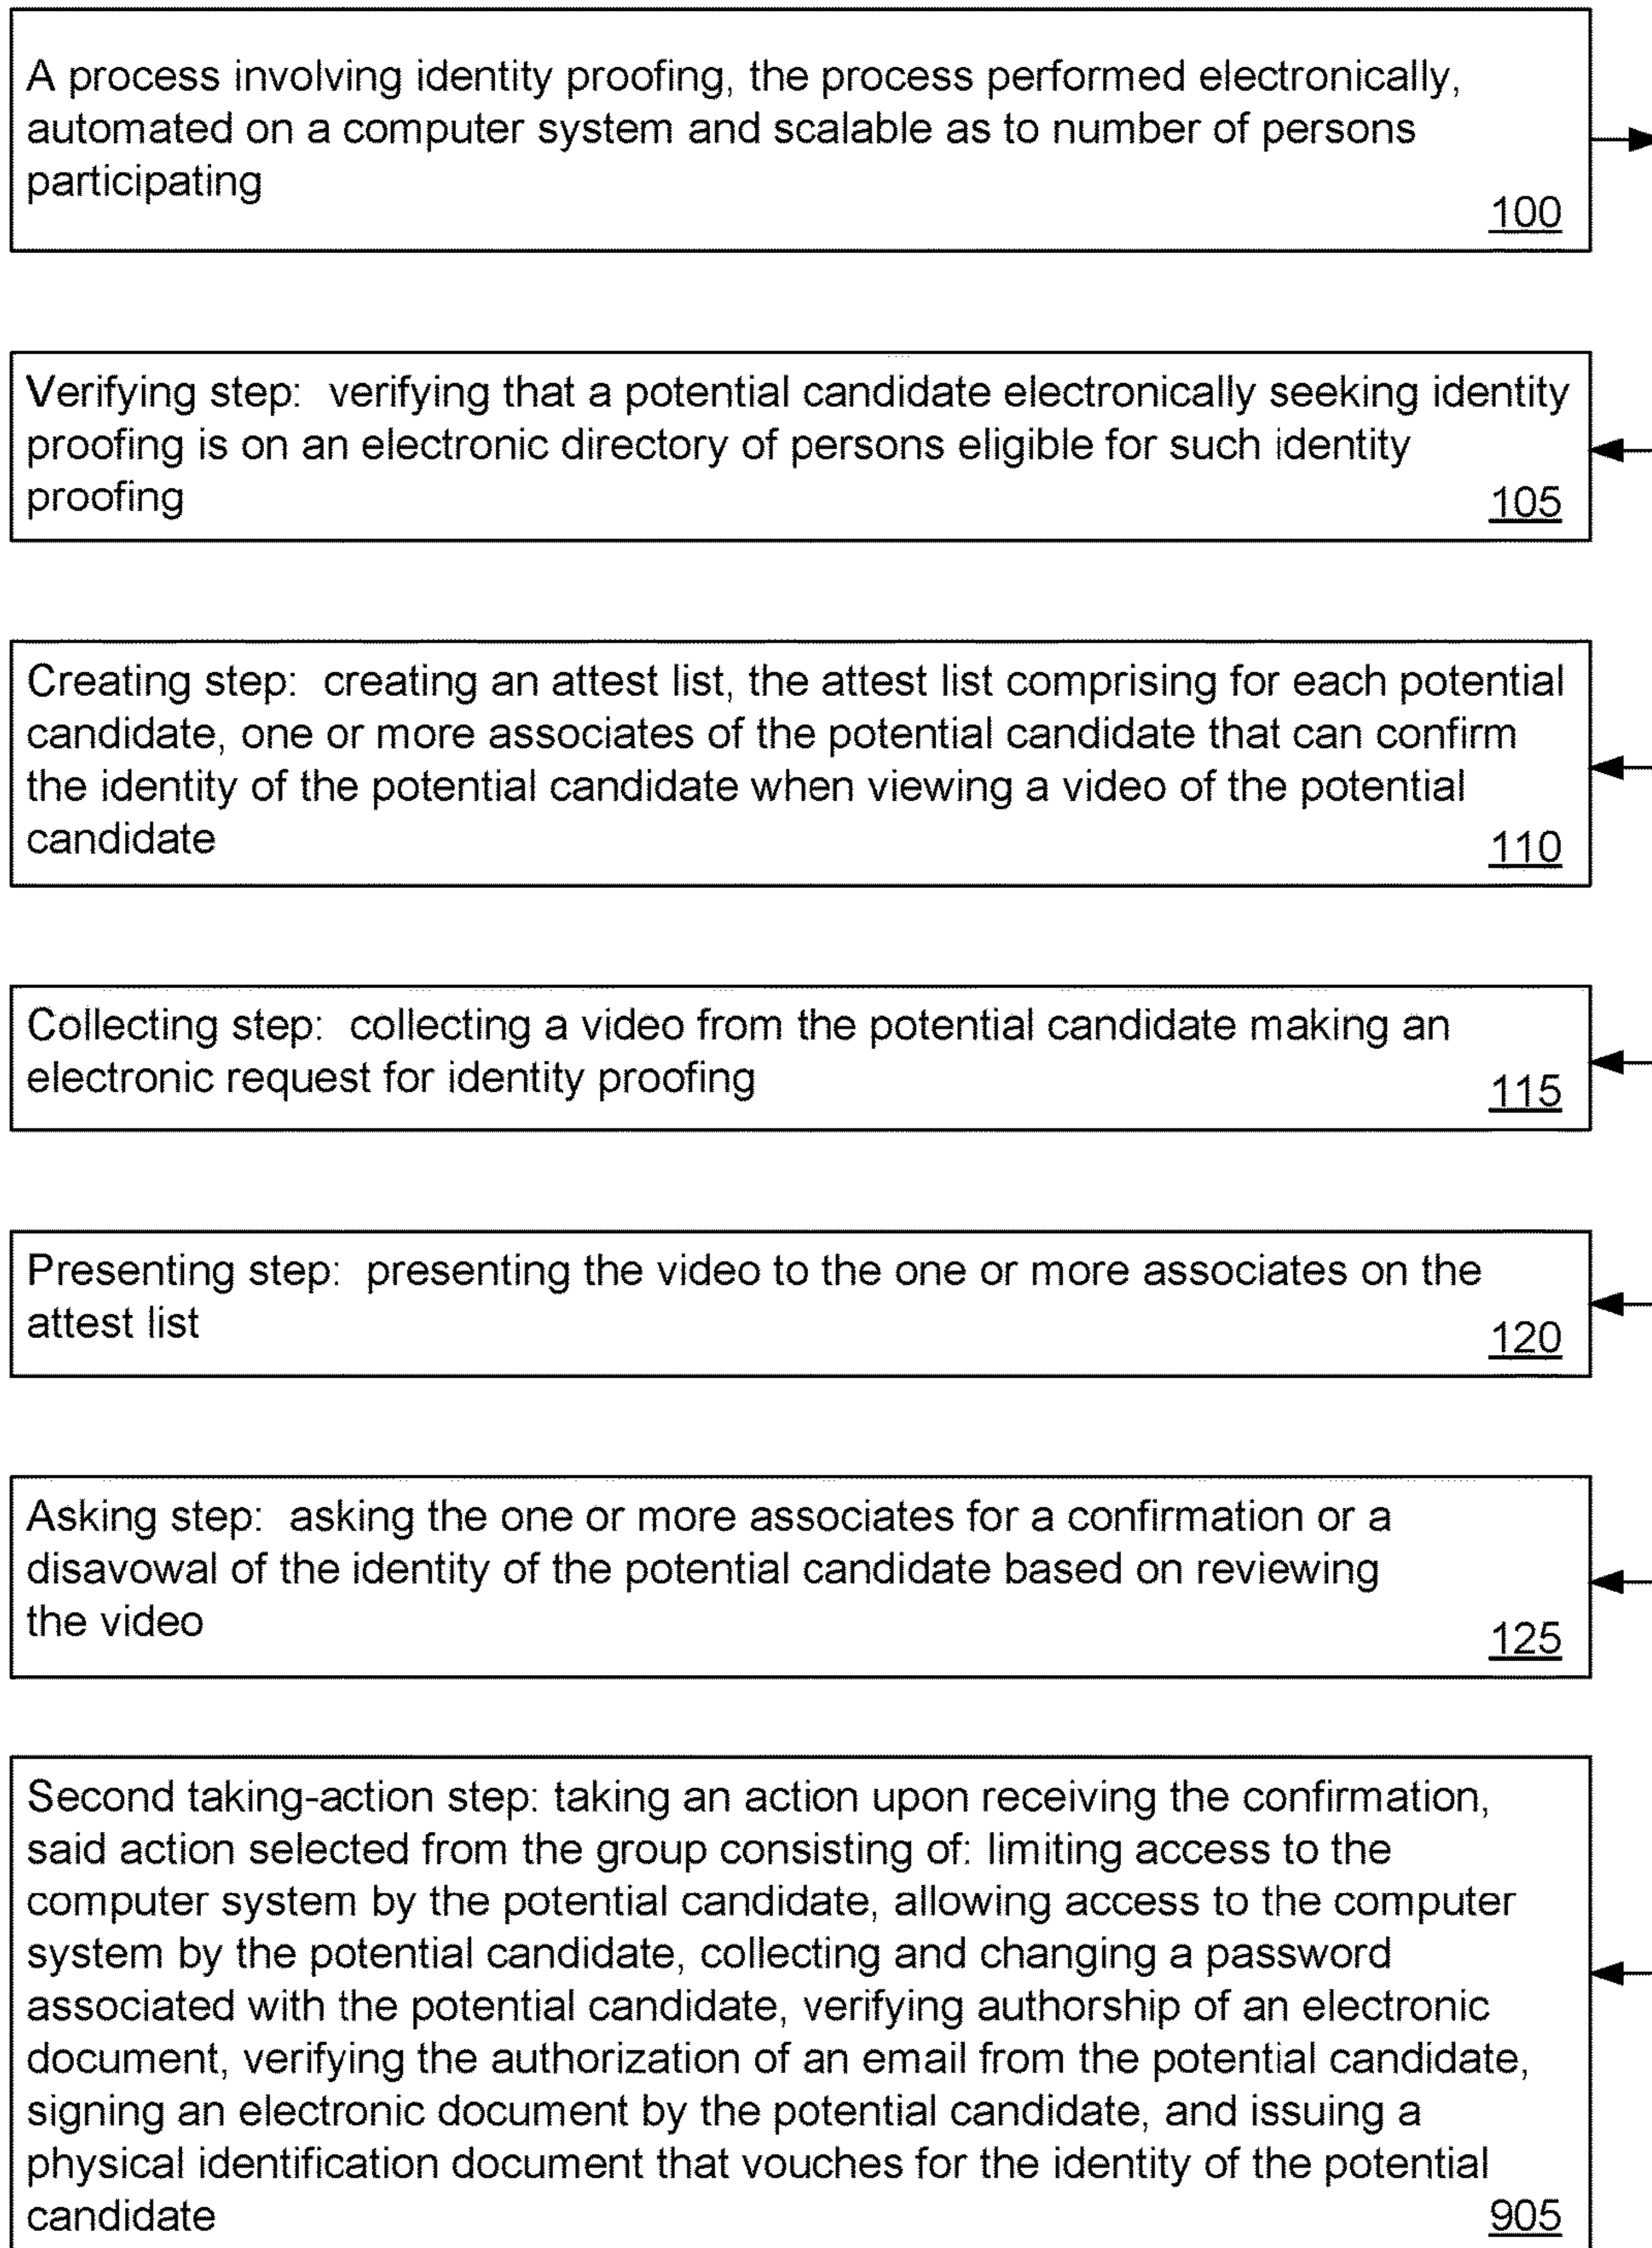 A process involving identity proofing, the process performed electronically,
automated on a computer system and scalable as to number of persons
participating
100
Verifying step: verifying that a potential candidate electronically seeking identity
proofing is on an electronic directory of persons eligible for such identity
proofing
105
Creating step: creating an attest list, the attest list comprising for each potential
candidate, one or more associates of the potential candidate that can confirm
the identity of the potential candidate when viewing a video of the potential
candidate
110
Collecting step: collecting a video from the potential candidate making an
electronic request for identity proofing
115
Presenting step: presenting the video to the one or more associates on the
attest list
120
Asking step: asking the one or more associates for a confirmation or a
disavowal of the identity of the potential candidate based on reviewing
the video
125
Second taking-action step: taking an action upon receiving the confirmation,
said action selected from the group consisting of: limiting access to the
computer system by the potential candidate, allowing access to the computer
system by the potential candidate, collecting and changing a password
associated with the potential candidate, verifying authorship of an electronic
document, verifying the authorization of an email from the potential candidate,
signing an electronic document by the potential candidate, and issuing a
physical identification document that vouches for the identity of the potential
candidate
905